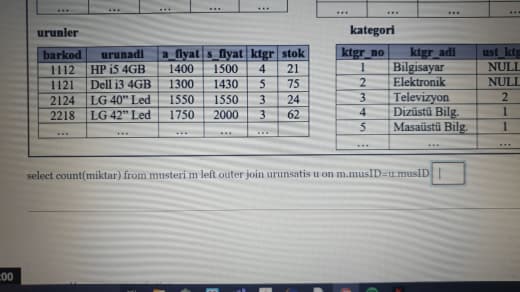 ... ... ... ... ...
... ... ...
urunler
barkod urunadi a_fiyat s_fiyat ktgr stok
1112 HP i5 4GB 1400 1500 4 21
1121 Dell i3 4GB 1300 1430 5 75
2124 LG 40" Led 1550 1550 3 24
2218 LG 42" Led 1750 2000 3 62
... ... ... ... ...
kategori
ktgr_no ktgr_adi ust_ktg
1 Bilgisayar NULL
2 Elektronik NULL
3 Televizyon 2
4 Dizüstü Bilg. 1
5 Masaüstü Bilg. 1
... ... ...
select count(miktar) from musteri m left outer join urunsatis u on m.musID=u.musID
:00